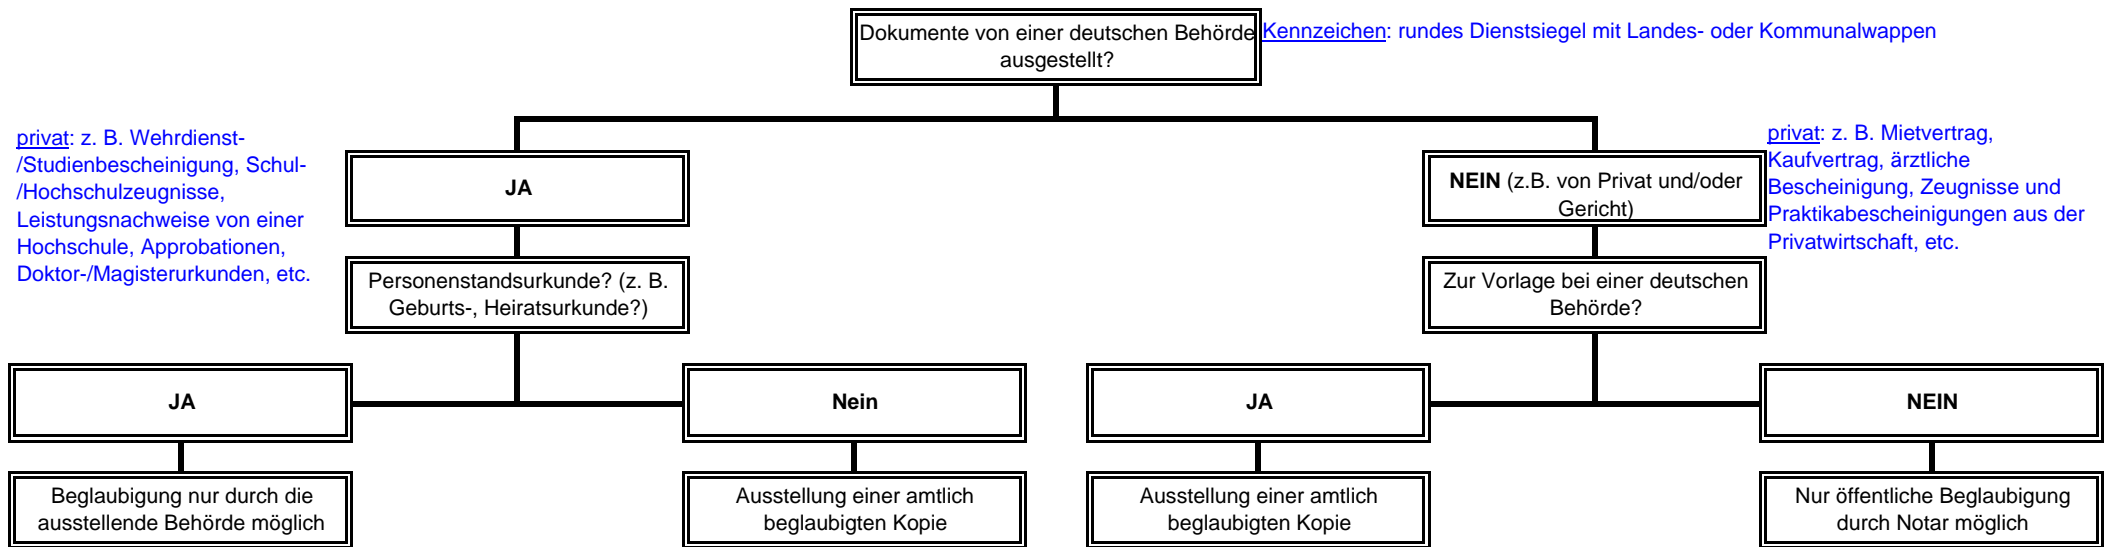 Dokumente von einer deutschen Behörde
ausgestellt?
Kennzeichen: rundes Dienstsiegel mit Landes- oder Kommunalwappen
privat: z. B. Wehrdienst-
/Studienbescheinigung, Schul-
/Hochschulzeugnisse,
Leistungsnachweise von einer
Hochschule, Approbationen,
Doktor-/Magisterurkunden, etc.
JA
NEIN (z.B. von Privat und/oder
Gericht)
privat: z. B. Mietvertrag,
Kaufvertrag, ärztliche
Bescheinigung, Zeugnisse und
Praktikabescheinigungen aus der
Privatwirtschaft, etc.
Personenstandsurkunde? (z. B.
Geburts-, Heiratsurkunde?)
Zur Vorlage bei einer deutschen
Behörde?
JA
Nein
JA
NEIN
Beglaubigung nur durch die
ausstellende Behörde möglich
Ausstellung einer amtlich
beglaubigten Kopie
Ausstellung einer amtlich
beglaubigten Kopie
Nur öffentliche Beglaubigung
durch Notar möglich